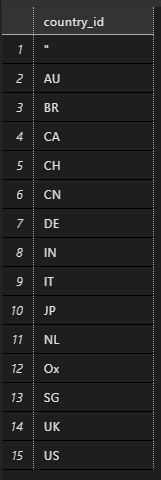 country_id
1 "
2 AU
3 BR
4 CA
5 CH
6 CN
7 DE
8 IN
9 IT
10 JP
11 NL
12 Ox
13 SG
14 UK
15 US